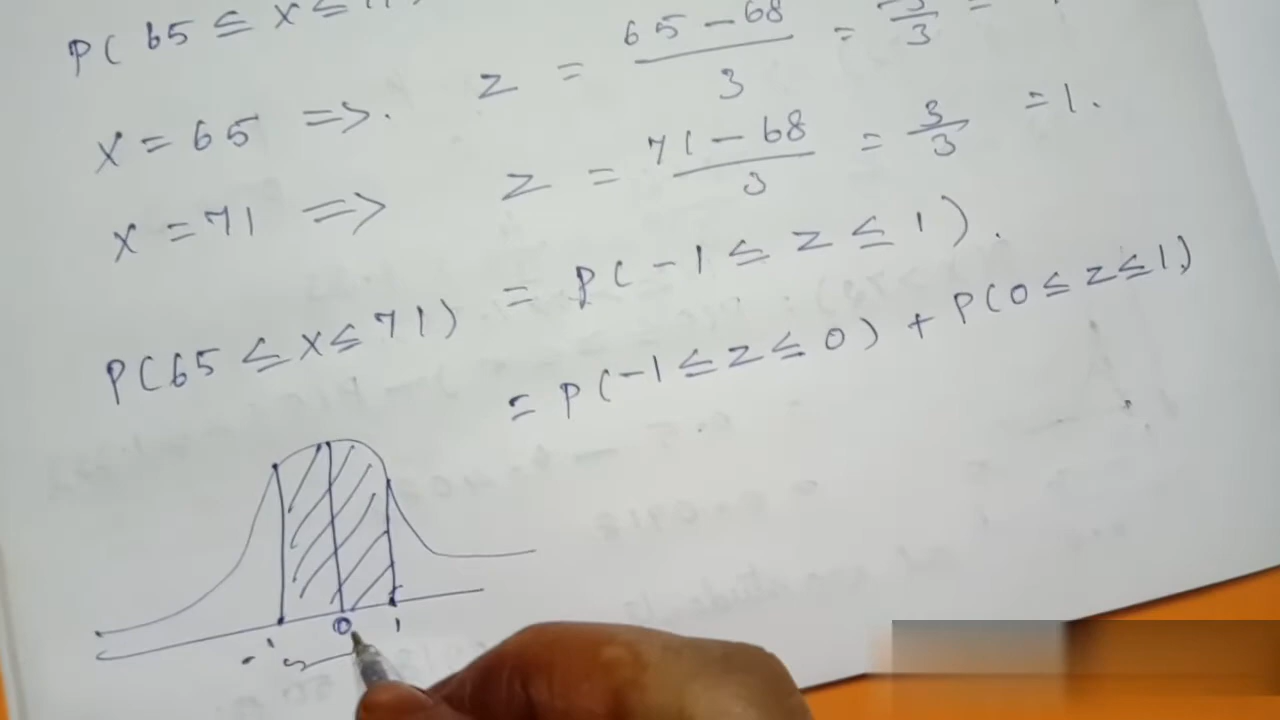 P( 65 ≤ x ≤ 71)
x = 65 => . z = 65 - 68 / 3 = 3/3 =
x = 71 => z = 71 - 68 / 3 = 3/3 = 1.
P(65 ≤ x ≤ 71) = P( -1 ≤ z ≤ 1).
= P( -1 ≤ z ≤ 0) + P(0 ≤ z ≤ 1)
-1 0 1